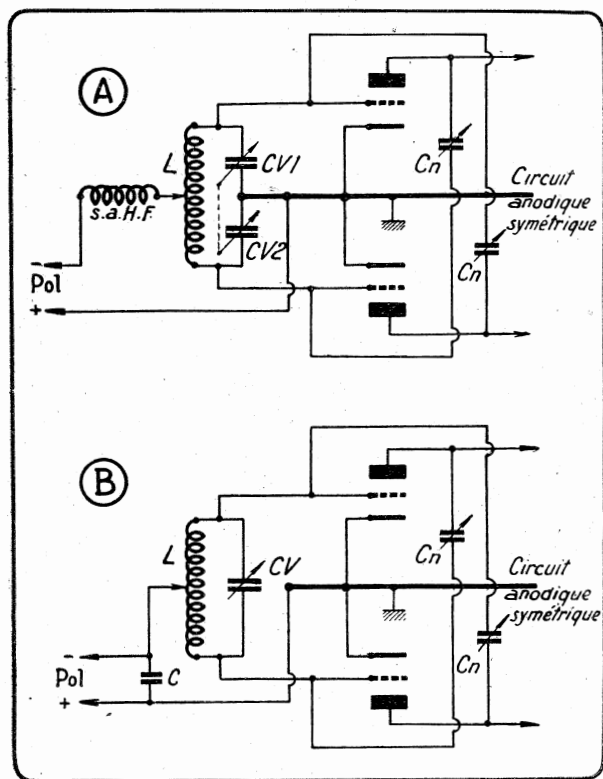 A
L
CV1
s.a.H.F.
CV2
-
Pol
+
Cn
Cn
Circuit
anodique
symétrique
B
L
CV
-
Pol
+
C
Cn
Cn
Circuit
anodique
symétrique